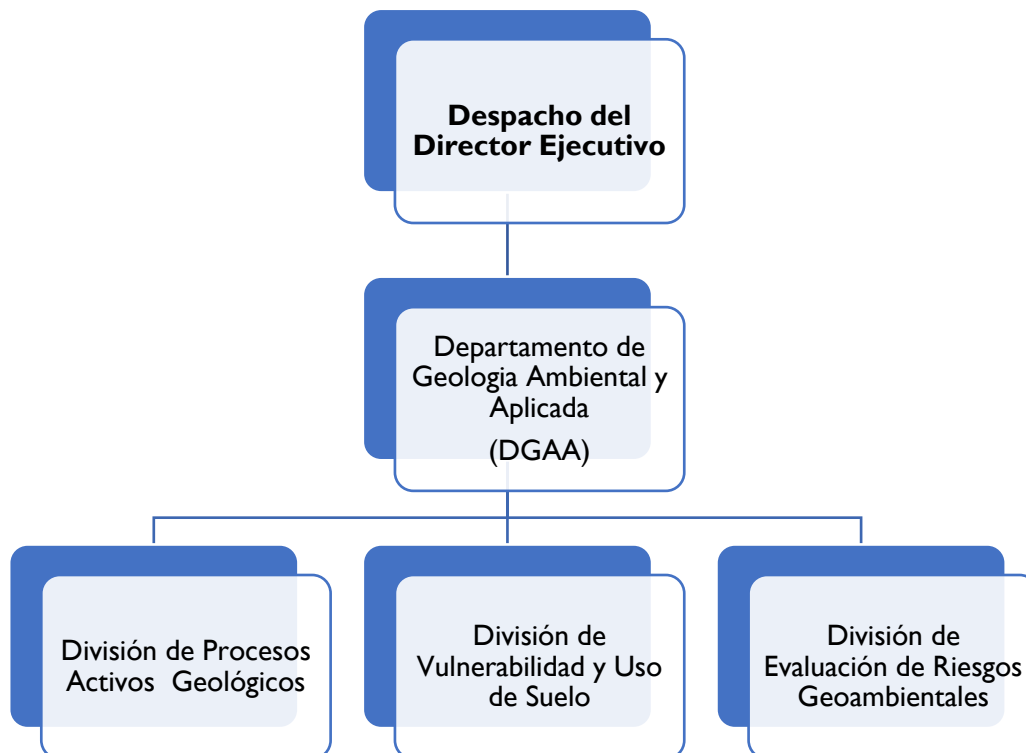 Despacho del
Director Ejecutivo
Departamento de
Geologia Ambiental y
Aplicada
(DGAA)
División de Procesos
Activos  Geológicos
División de
Vulnerabilidad y Uso
de Suelo
División de
Evaluación de Riesgos
Geoambientales